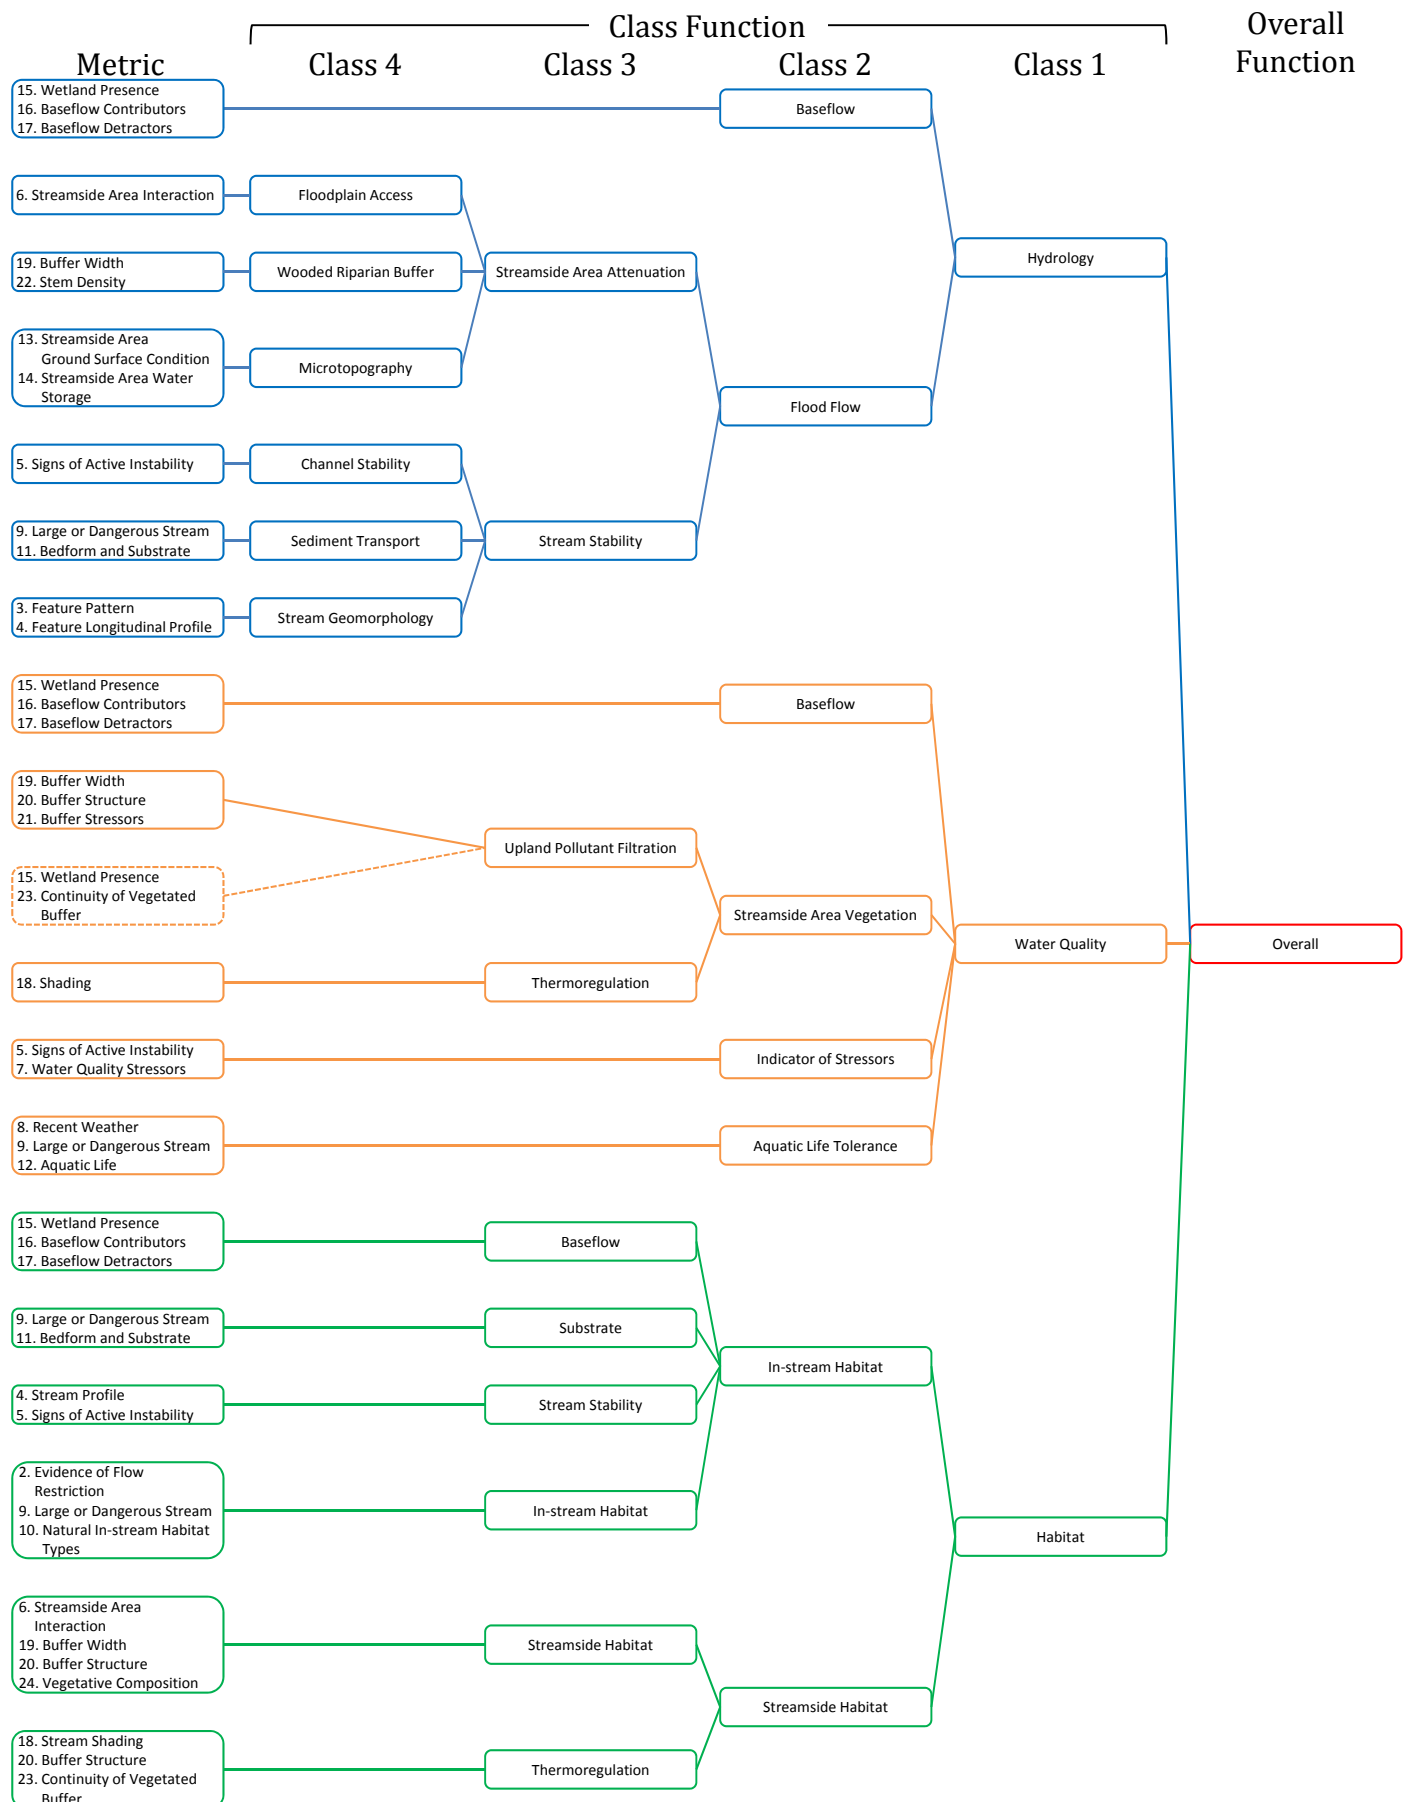 Class Function
Overall
Function
Metric
Class 4
Class 3
Class 2
Class 1
15. Wetland Presence
16. Baseflow Contributors
17. Baseflow Detractors
Baseflow
6. Streamside Area Interaction
Floodplain Access
19. Buffer Width
22. Stem Density
Wooded Riparian Buffer
Streamside Area Attenuation
Hydrology
13. Streamside Area
Ground Surface Condition
14. Streamside Area Water
Storage
Microtopography
Flood Flow
5. Signs of Active Instability
Channel Stability
9. Large or Dangerous Stream
11. Bedform and Substrate
Sediment Transport
Stream Stability
3. Feature Pattern
4. Feature Longitudinal Profile
Stream Geomorphology
15. Wetland Presence
16. Baseflow Contributors
17. Baseflow Detractors
Baseflow
19. Buffer Width
20. Buffer Structure
21. Buffer Stressors
Upland Pollutant Filtration
15. Wetland Presence
23. Continuity of Vegetated
Buffer
Streamside Area Vegetation
Water Quality
Overall
18. Shading
Thermoregulation
5. Signs of Active Instability
7. Water Quality Stressors
Indicator of Stressors
8. Recent Weather
9. Large or Dangerous Stream
12. Aquatic Life
Aquatic Life Tolerance
15. Wetland Presence
16. Baseflow Contributors
17. Baseflow Detractors
Baseflow
9. Large or Dangerous Stream
11. Bedform and Substrate
Substrate
In-stream Habitat
4. Stream Profile
5. Signs of Active Instability
Stream Stability
2. Evidence of Flow
Restriction
9. Large or Dangerous Stream
10. Natural In-stream Habitat
Types
In-stream Habitat
Habitat
6. Streamside Area
Interaction
19. Buffer Width
20. Buffer Structure
24. Vegetative Composition
Streamside Habitat
Streamside Habitat
18. Stream Shading
20. Buffer Structure
23. Continuity of Vegetated
Buffer
Thermoregulation